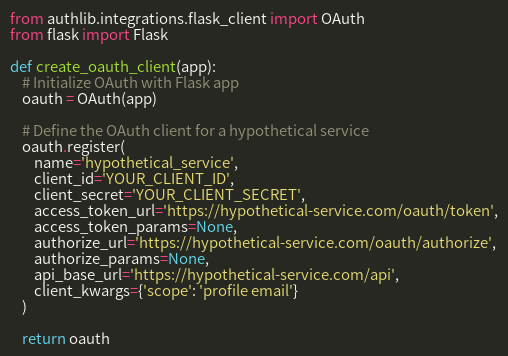 from authlib.integrations.flask_client import OAuth
from flask import Flask

def create_oauth_client(app):
    # Initialize OAuth with Flask app
    oauth = OAuth(app)

    # Define the OAuth client for a hypothetical service
    oauth.register(
        name='hypothetical_service',
        client_id='YOUR_CLIENT_ID',
        client_secret='YOUR_CLIENT_SECRET',
        access_token_url='https://hypothetical-service.com/oauth/token',
        access_token_params=None,
        authorize_url='https://hypothetical-service.com/oauth/authorize',
        authorize_params=None,
        api_base_url='https://hypothetical-service.com/api',
        client_kwargs={'scope': 'profile email'}
    )

    return oauth